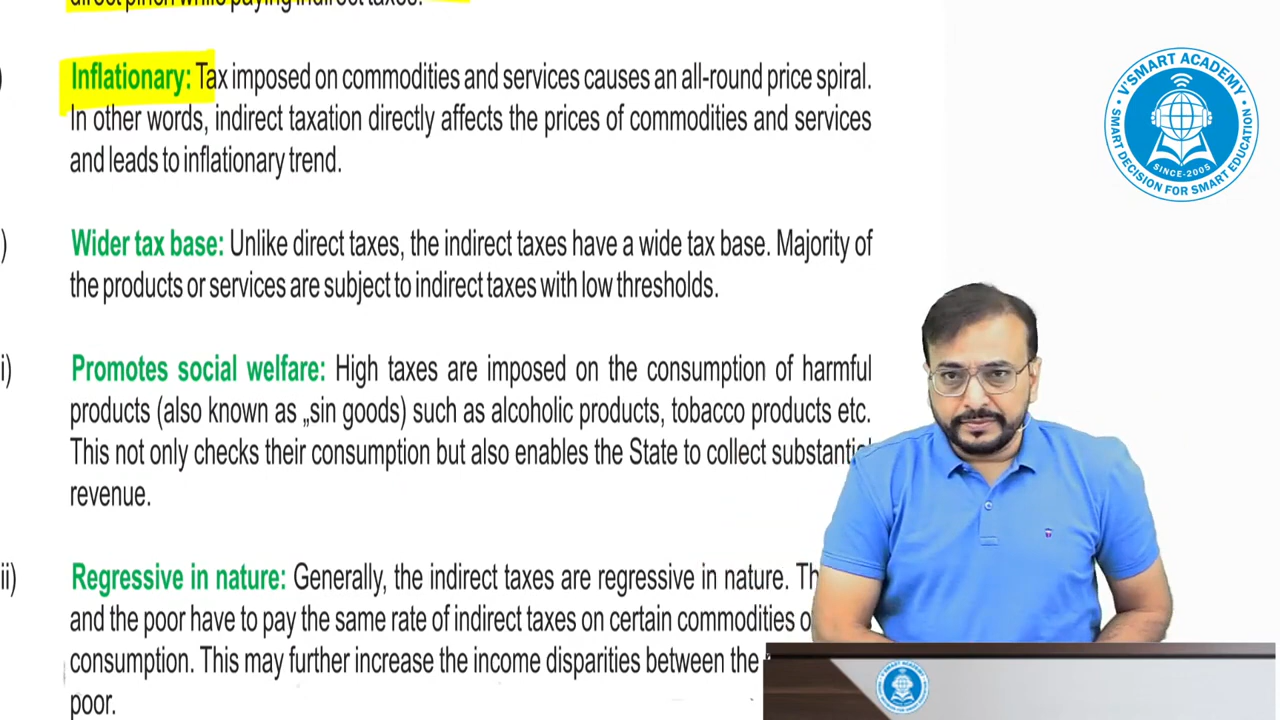 direct pinch while paying indirect taxes.
)
Inflationary: Tax imposed on commodities and services causes an all-round price spiral.
In other words, indirect taxation directly affects the prices of commodities and services
and leads to inflationary trend.
)
Wider tax base: Unlike direct taxes, the indirect taxes have a wide tax base. Majority of
the products or services are subject to indirect taxes with low thresholds.
i)
Promotes social welfare: High taxes are imposed on the consumption of harmful
products (also known as „sin goods) such as alcoholic products, tobacco products etc.
This not only checks their consumption but also enables the State to collect
revenue.
ii)
Regressive in nature: Generally, the indirect taxes are regressive in nature.
and the poor have to pay the same rate of indirect taxes on certain commodities
consumption. This may further increase the income disparities between the
poor.
V'SMART ACADEMY
SINCE-2005
SMART DECISION FOR SMART EDUCATION